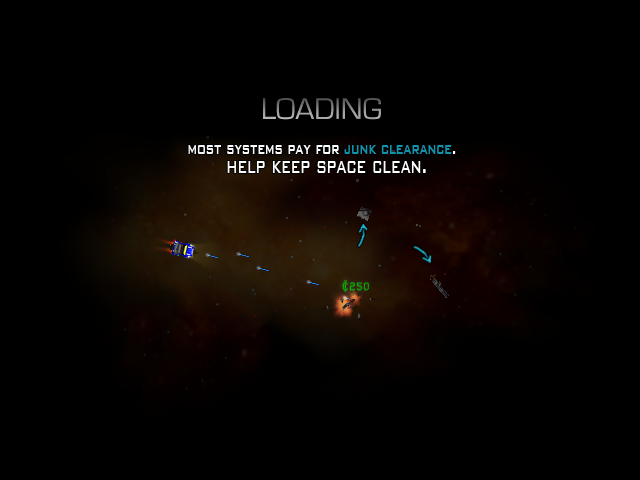 LOADING
MOST SYSTEMS PAY FOR JUNK CLEARANCE.
HELP KEEP SPACE CLEAN.
₵250